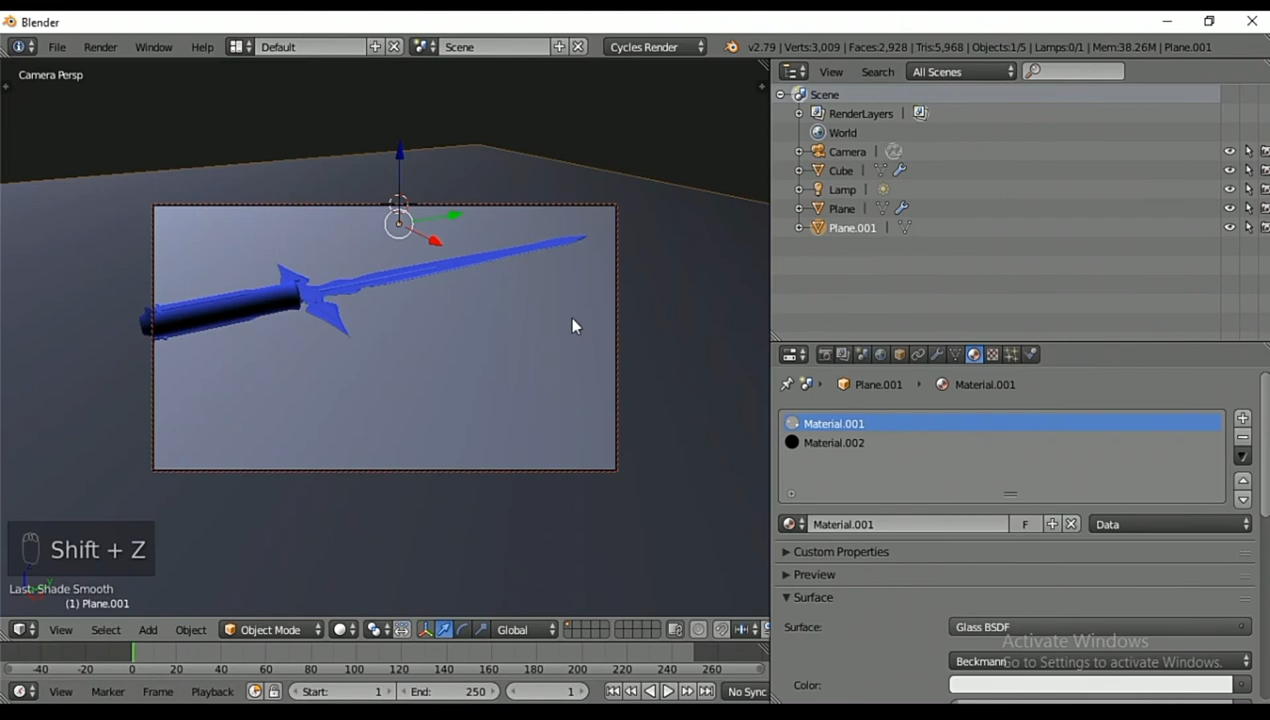 Blender
File Render Window Help Default Scene Cycles Render v2.79 | Verts:3,009 | Faces:2,928 | Tris:5,968 | Objects:1/5 | Lamps:0/1 | Mem:38.26M | Plane.001
Camera Persp
View Search All Scenes
Scene
RenderLayers
World
Camera
Cube
Lamp
Plane
Plane.001
Plane.001 Material.001
Material.001
Material.002
Material.001 F Data
Custom Properties
Preview
Surface
Surface: Glass BSDF
Beckmann
Color:
Activate Windows
Go to Settings to activate Windows.
Shift + Z
Last: Shade Smooth
(1) Plane.001
View Select Add Object Object Mode Global
-40 -20 0 20 40 60 80 100 120 140 160 180 200 220 240 260
View Marker Frame Playback Start: 1 End: 250 1 No Sync